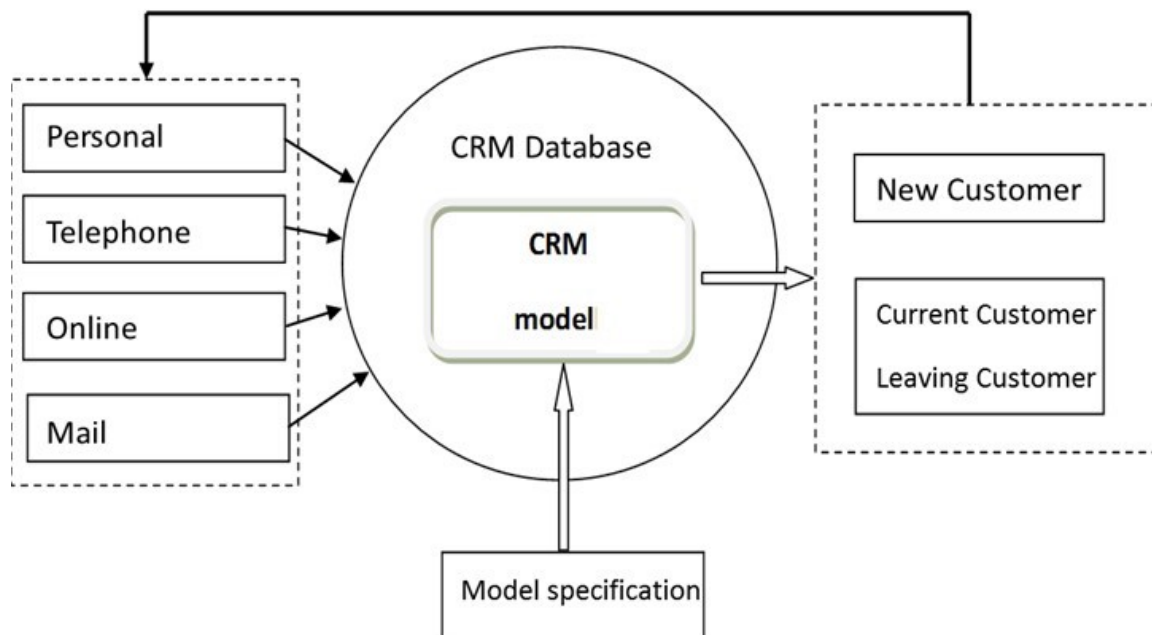 Personal
Telephone
Online
Mail
CRM Database
CRM
model
Model specification
New Customer
Current Customer
Leaving Customer